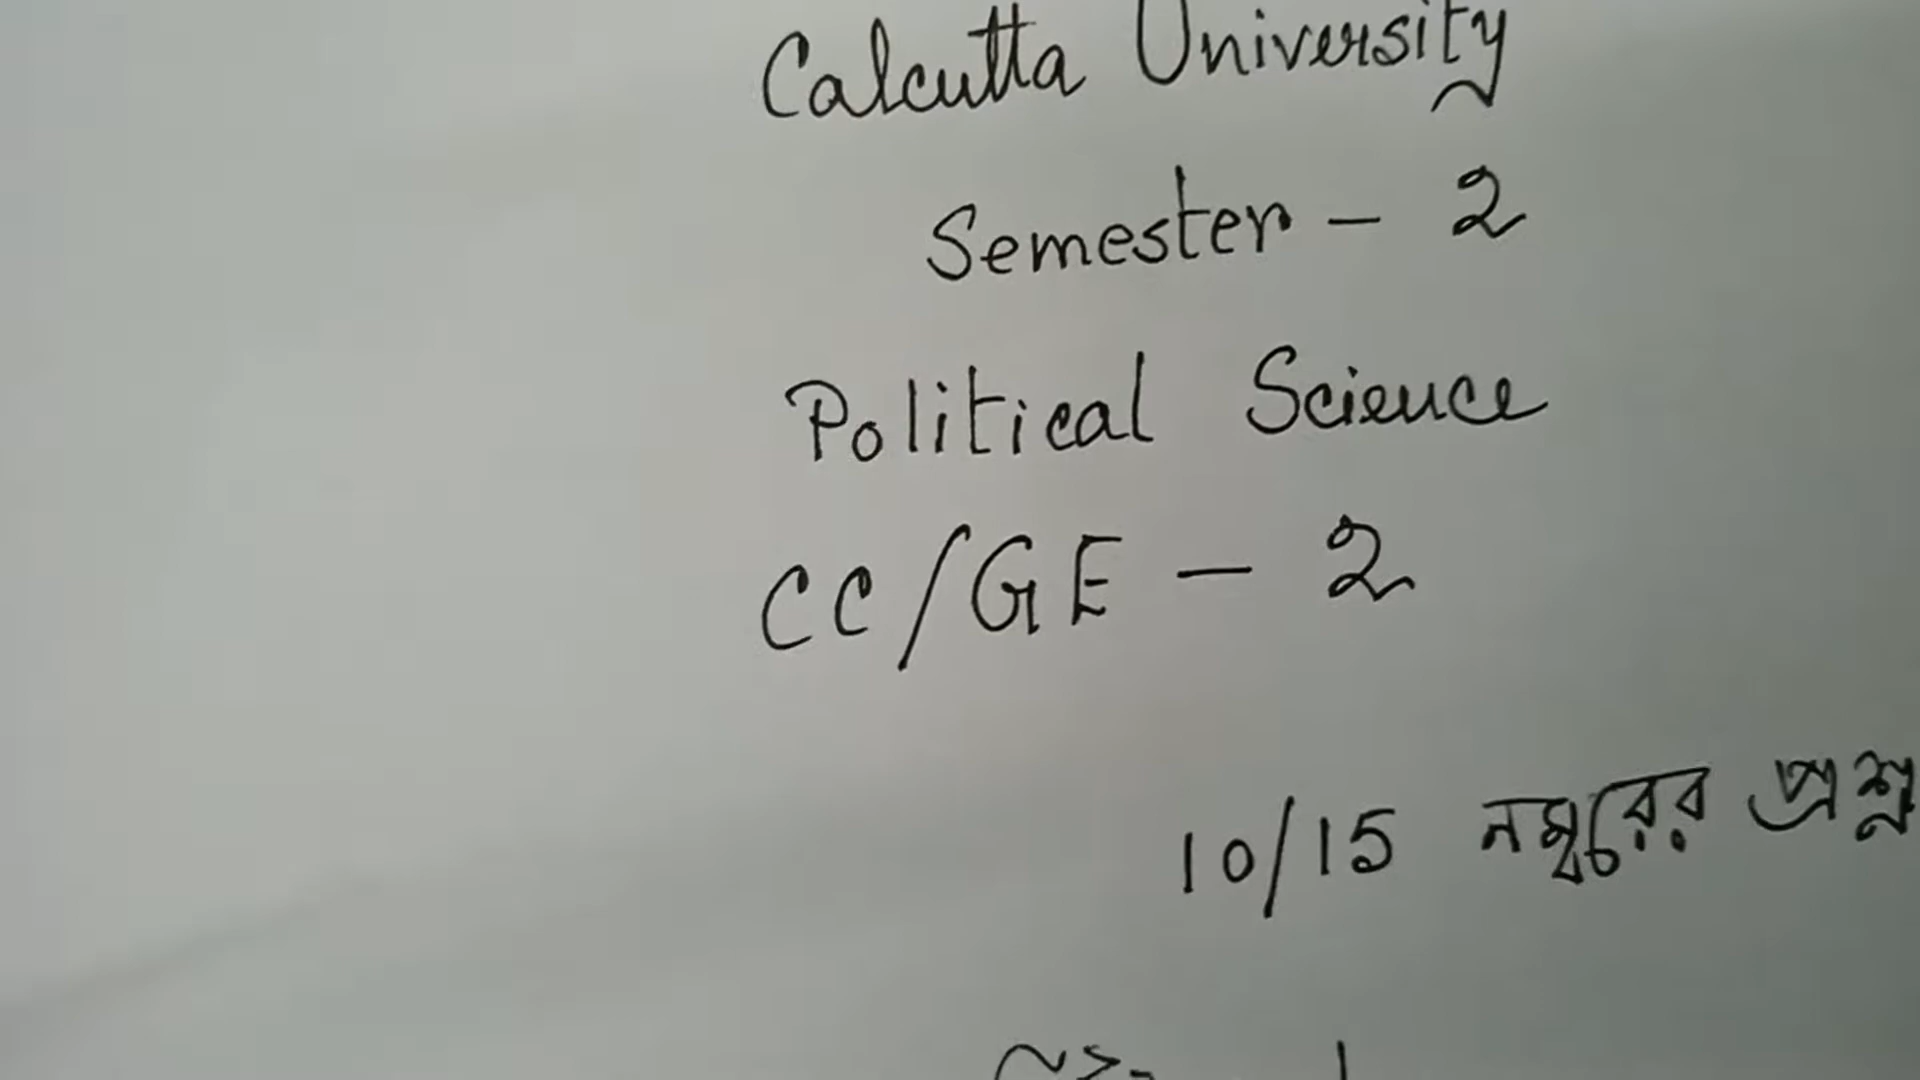 Calcutta University
Semester - 2
Political Science
CC/GE - 2
10/15 নম্বরের প্রশ্ন